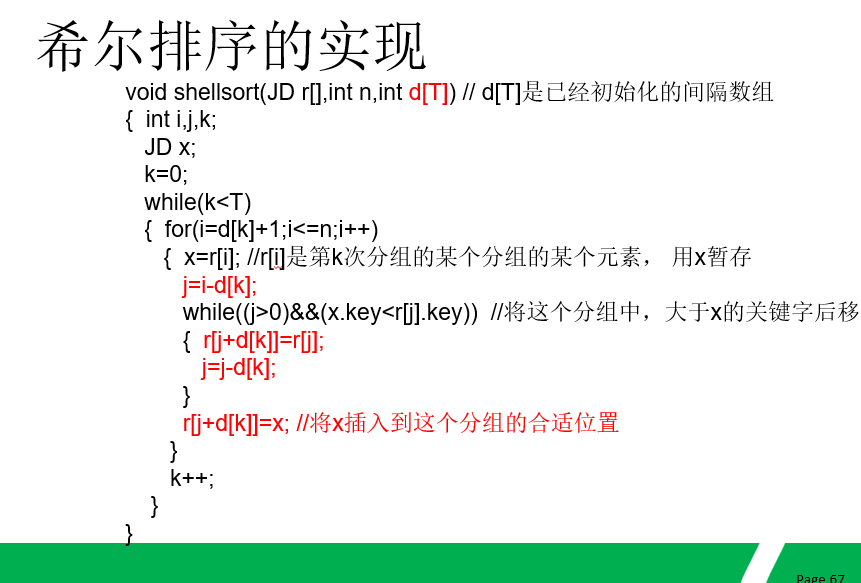 希尔排序的实现
void shellsort(JD r[],int n,int d[T]) // d[T]是已经初始化的间隔数组
{ int i,j,k;
JD x;
k=0;
while(k<T)
{ for(i=d[k]+1;i<=n;i++)
{ x=r[i]; //r[i]是第k次分组的某个分组的某个元素， 用x暂存
j=i-d[k];
while((j>0)&&(x.key<r[j].key)) //将这个分组中，大于x的关键字后移
{ r[j+d[k]]=r[j];
j=j-d[k];
}
r[j+d[k]]=x; //将x插入到这个分组的合适位置
}
k++;
}
}
Page 67